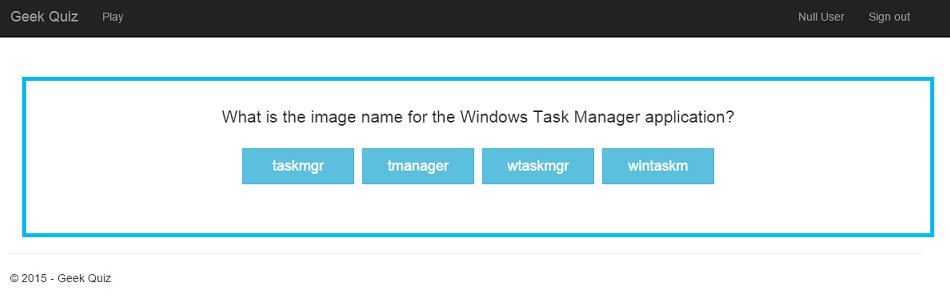 Geek Quiz Play Null User Sign out
What is the image name for the Windows Task Manager application?
taskmgr tmanager wtaskmgr wintaskm
© 2015 - Geek Quiz